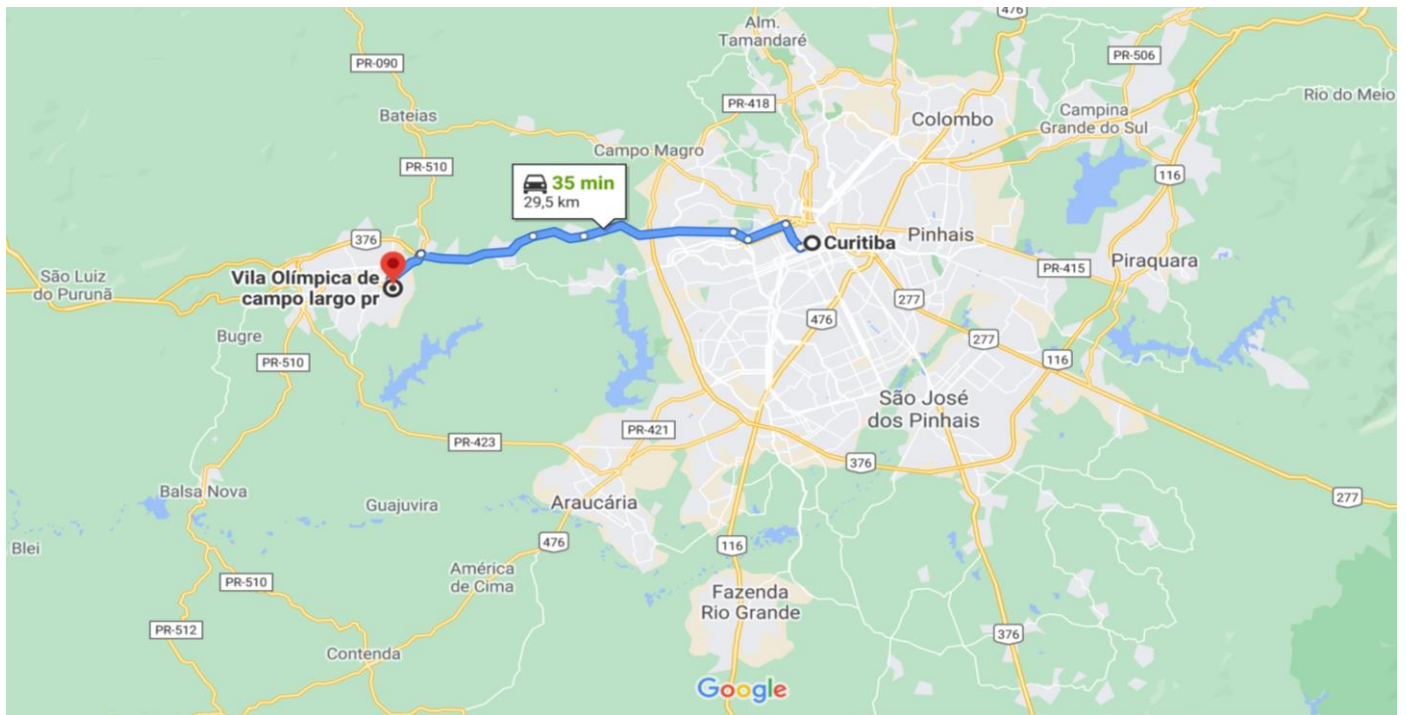 476
Alm.
Tamandaré
PR-506
PR-090
Rio do Meio
PR-418
Campina
Grande do Sul
Bateias
Colombo
Campo Magro
PR-510
116
35 min
29,5 km
376
Curitiba
Pinhais
Piraquara
PR-415
São Luiz
do Purunã
Vila Olímpica de
campo largo pr
277
476
Bugre
277
116
PR-510
São José
dos Pinhais
PR-421
PR-423
376
Balsa Nova
277
Guajuvira
Araucária
Blei
476
116
América
de Cima
PR-510
Fazenda
Rio Grande
PR-512
376
Contenda
Google